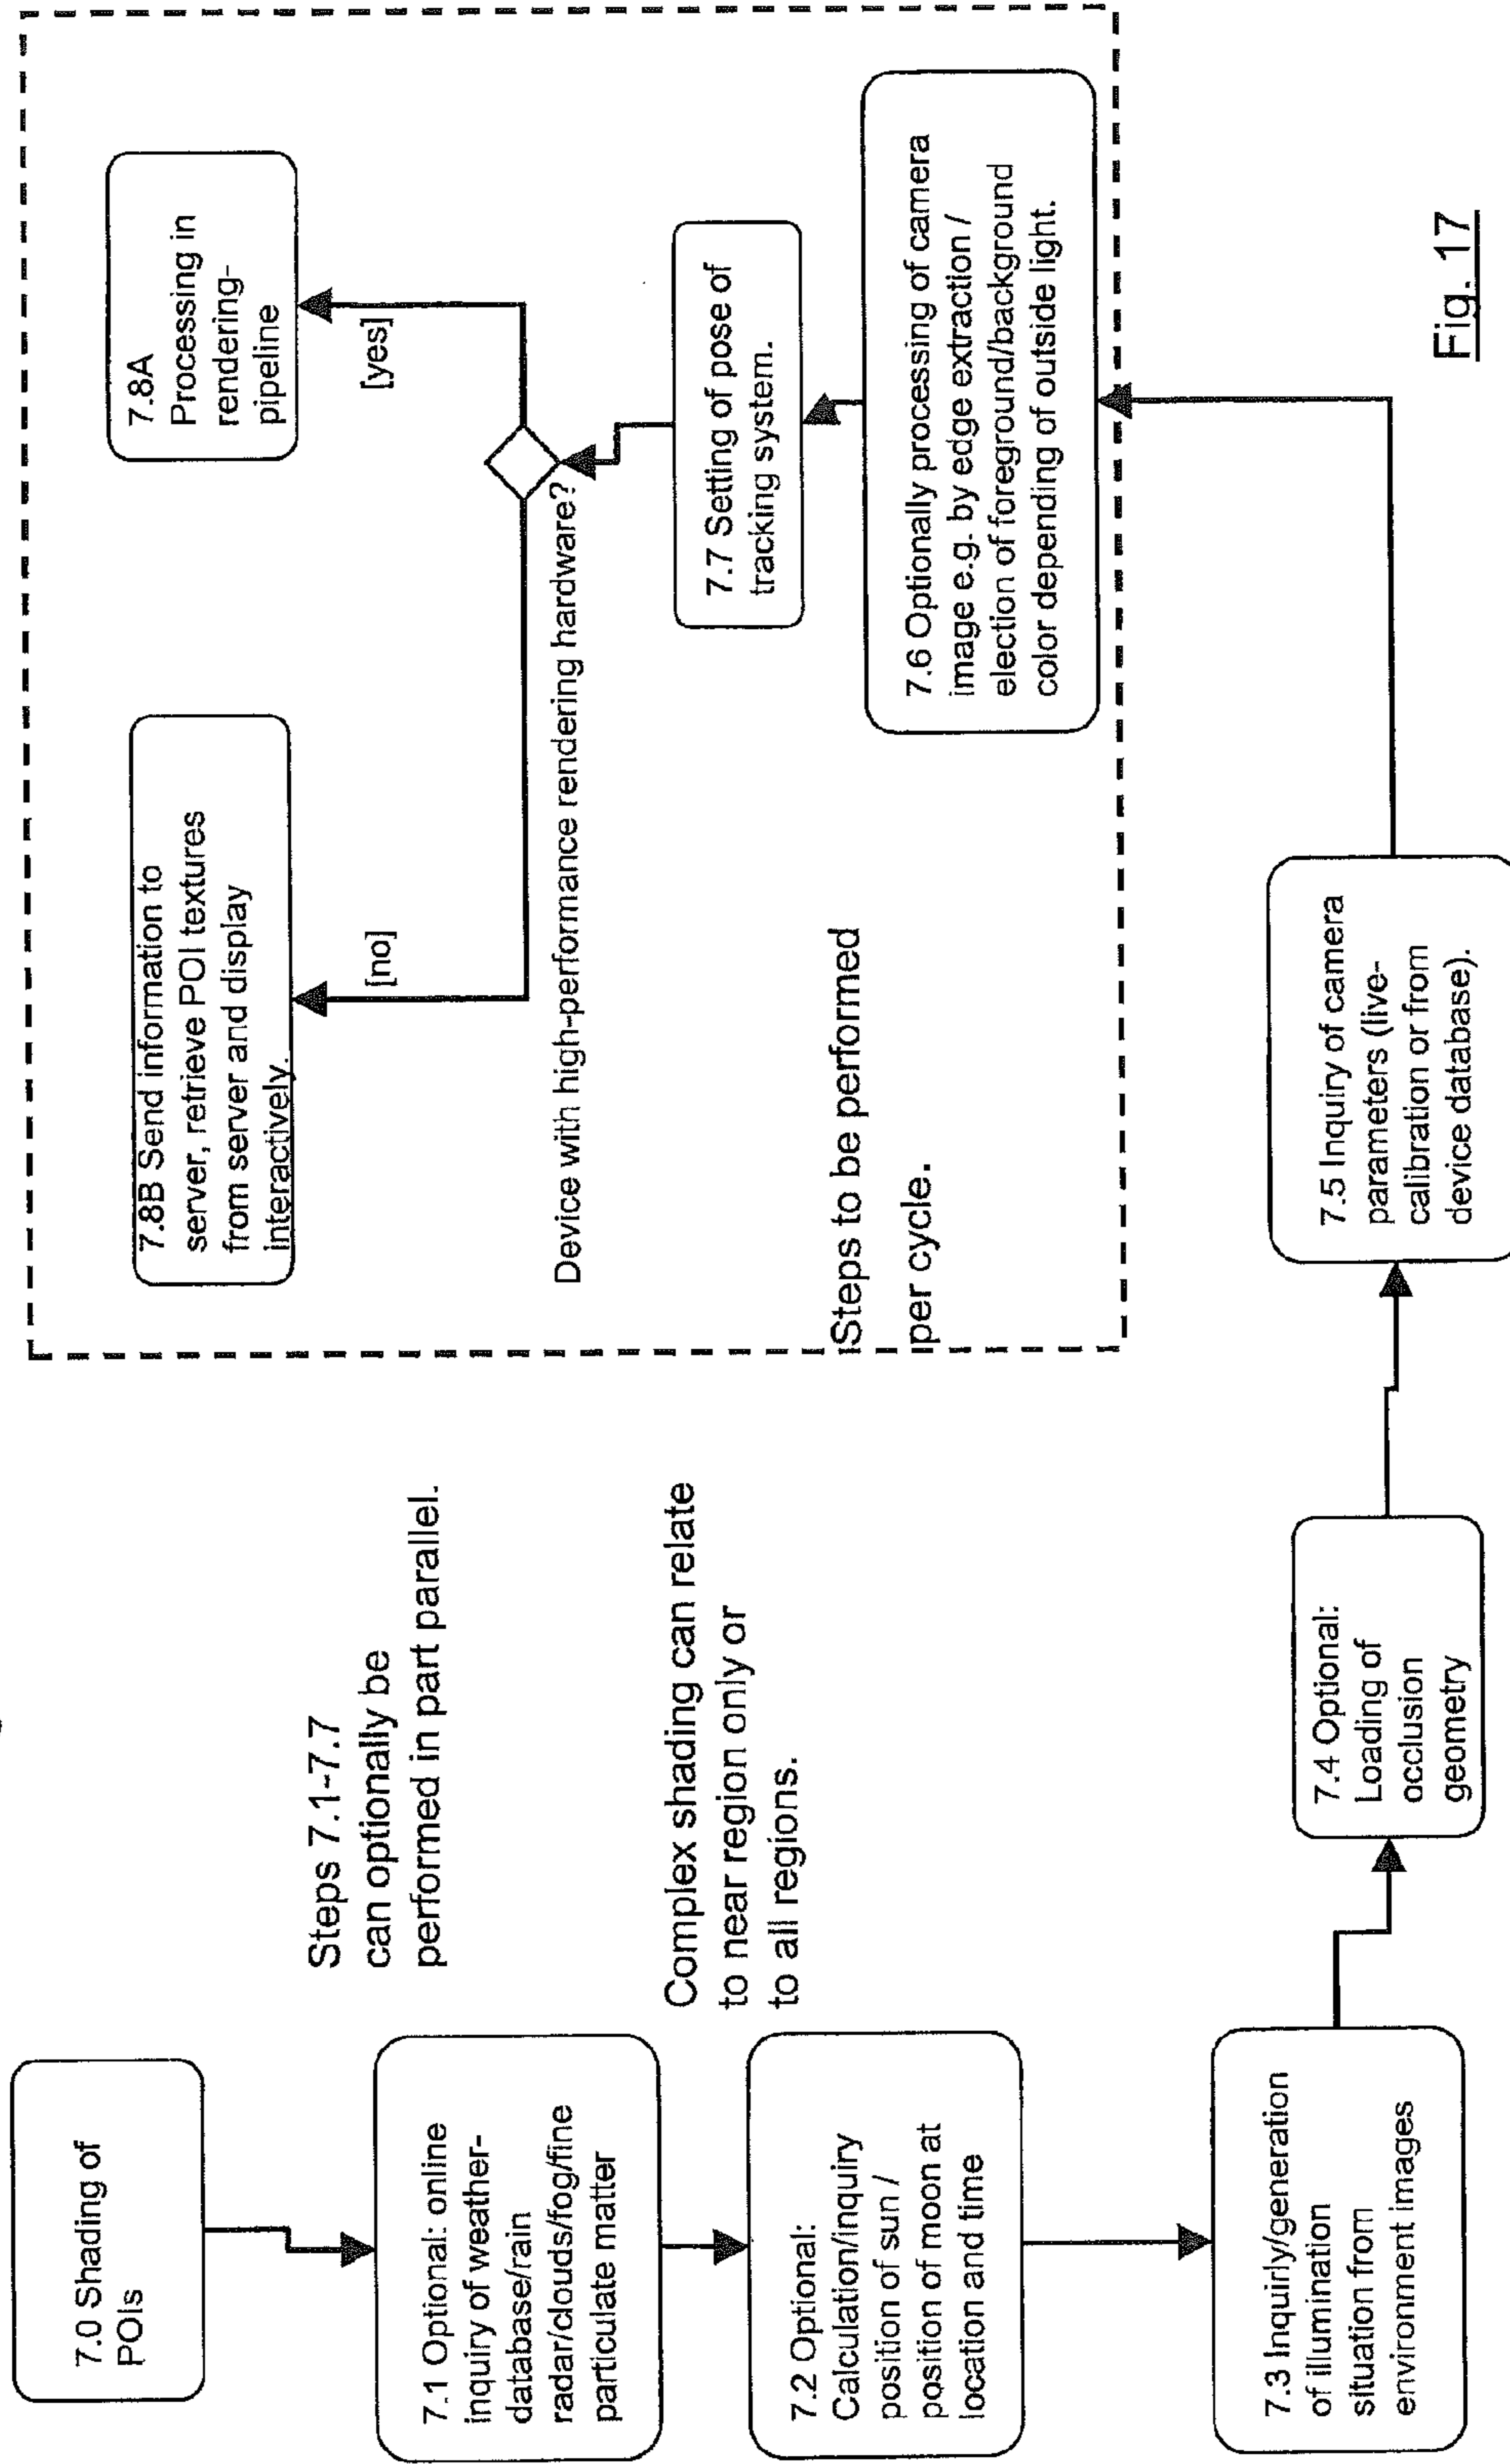 7.0 Shading of
POIs
7.1 Optional: online
inquiry of weather-
database/rain
radar/clouds/fog/fine
particulate matter
7.2 Optional:
Calculation/inquiry
position of sun /
position of moon at
location and time
7.3 Inquirly/generation
of illumination
situation from
environment images
Steps 7.1-7.7
can optionally be
performed in part parallel.
Complex shading can relate
to near region only or
to all regions.
7.4 Optional:
Loading of
occlusion
geometry
7.5 Inquiry of camera
parameters (live-
calibration or from
device database).
7.6 Optionally processing of camera
image e.g. by edge extraction /
election of foreground/background
color depending of outside light.
7.7 Setting of pose of
tracking system.
Device with high-performance rendering hardware?
[no]
[yes]
7.8B Send information to
server, retrieve POI textures
from server and display
interactively.
7.8A
Processing in
rendering-
pipeline
Steps to be performed
per cycle.
Fig. 17